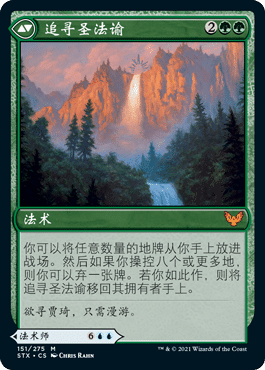 追寻圣法谕 2
法术
你可以将任意数量的地牌从你手上放进
战场。然后如果你操控八个或更多地,
则你可以弃一张牌。若你如此作,则将
追寻圣法谕移回其拥有者手上。
欲寻贾琦,只需漫游。
法术师 6
151/275 M
STX • CS Chris Rahn
™ & © 2021 Wizards of the Coast